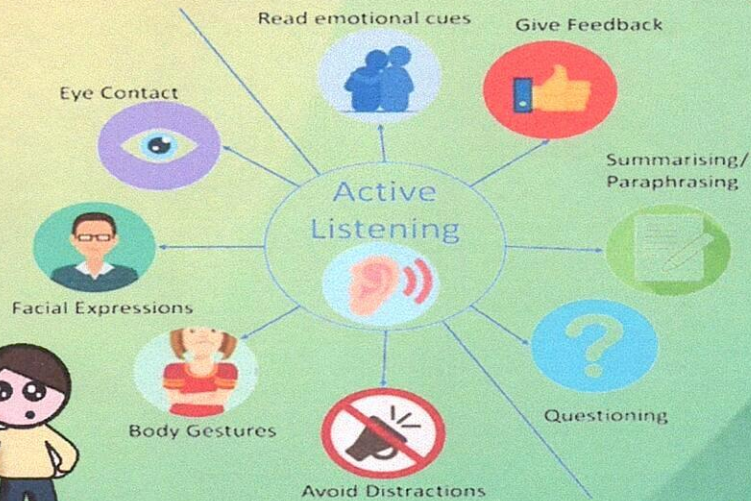 Read emotional cues
Give Feedback
Eye Contact
Summarising/
Paraphrasing
Active
Listening
Facial Expressions
Questioning
Body Gestures
Avoid Distractions